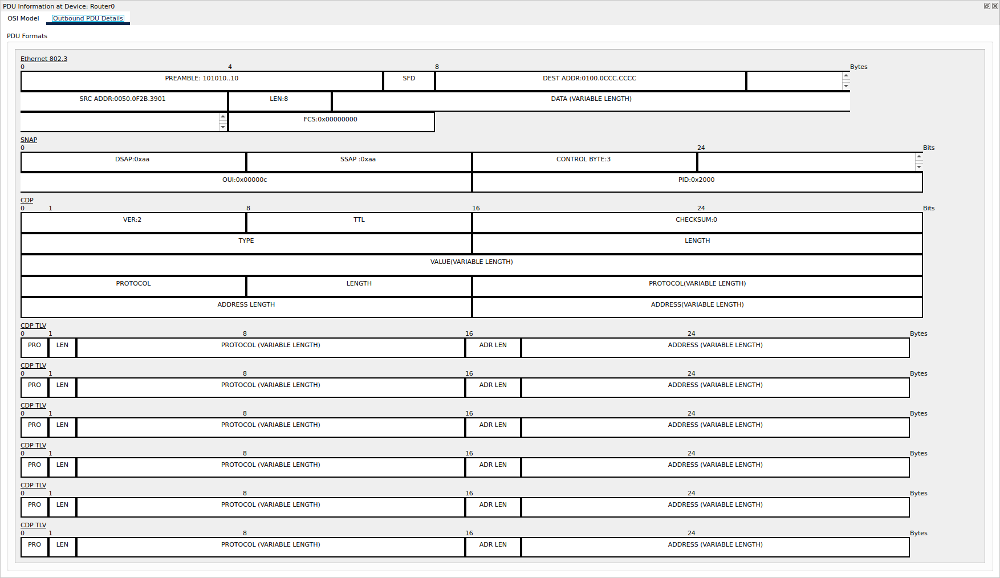 PDU Information at Device: Router0
OSI Model Outbound PDU Details
PDU Formats
Ethernet 802.3
0 4 8 Bytes
PREAMBLE: 101010..10 SFD DEST ADDR:0100.0CCC.CCCC
SRC ADDR:0050.0F2B.3901 LEN:8 DATA (VARIABLE LENGTH)
FCS:0x00000000
SNAP
0 24 Bits
DSAP:0xaa SSAP :0xaa CONTROL BYTE:3
OUI:0x00000c PID:0x2000
CDP
0 1 8 16 24 Bits
VER:2 TTL CHECKSUM:0
TYPE LENGTH
VALUE(VARIABLE LENGTH)
PROTOCOL LENGTH PROTOCOL(VARIABLE LENGTH)
ADDRESS LENGTH ADDRESS(VARIABLE LENGTH)
CDP TLV
0 1 8 16 24 Bytes
PRO LEN PROTOCOL (VARIABLE LENGTH) ADR LEN ADDRESS (VARIABLE LENGTH)
CDP TLV
0 1 8 16 24 Bytes
PRO LEN PROTOCOL (VARIABLE LENGTH) ADR LEN ADDRESS (VARIABLE LENGTH)
CDP TLV
0 1 8 16 24 Bytes
PRO LEN PROTOCOL (VARIABLE LENGTH) ADR LEN ADDRESS (VARIABLE LENGTH)
CDP TLV
0 1 8 16 24 Bytes
PRO LEN PROTOCOL (VARIABLE LENGTH) ADR LEN ADDRESS (VARIABLE LENGTH)
CDP TLV
0 1 8 16 24 Bytes
PRO LEN PROTOCOL (VARIABLE LENGTH) ADR LEN ADDRESS (VARIABLE LENGTH)
CDP TLV
0 1 8 16 24 Bytes
PRO LEN PROTOCOL (VARIABLE LENGTH) ADR LEN ADDRESS (VARIABLE LENGTH)